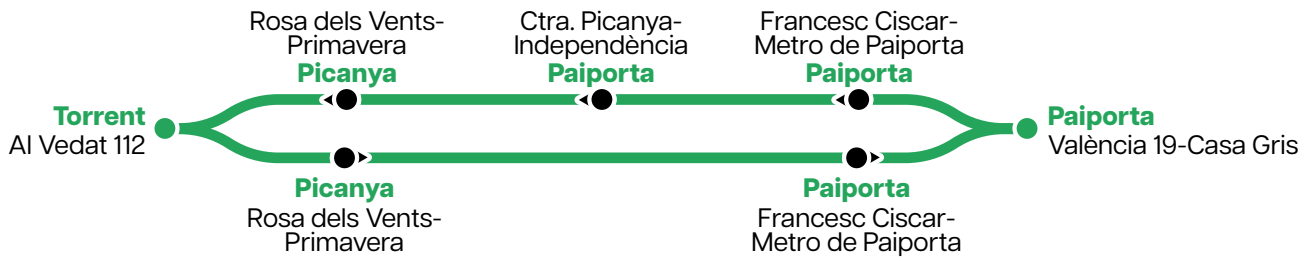 Rosa dels Vents-
Primavera
Picanya
Ctra. Picanya-
Independència
Paiporta
Francesc Ciscar-
Metro de Paiporta
Paiporta
Torrent
Al Vedat 112
Paiporta
València 19-Casa Gris
Picanya
Rosa dels Vents-
Primavera
Paiporta
Francesc Ciscar-
Metro de Paiporta